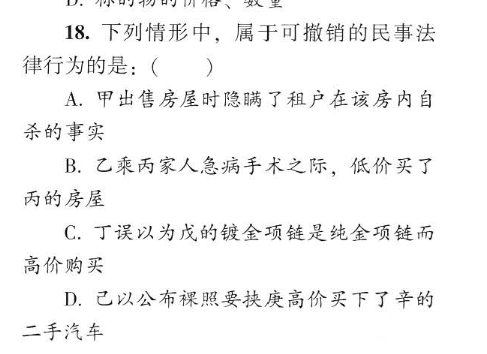 D. 标的物的价格、数量
18. 下列情形中，属于可撤销的民事法
律行为的是：(　　)
A. 甲出售房屋时隐瞒了租户在该房内自
杀的事实
B. 乙乘丙家人急病手术之际，低价买了
丙的房屋
C. 丁误以为戊的镀金项链是纯金项链而
高价购买
D. 己以公布裸照要挟庚高价买下了辛的
二手汽车